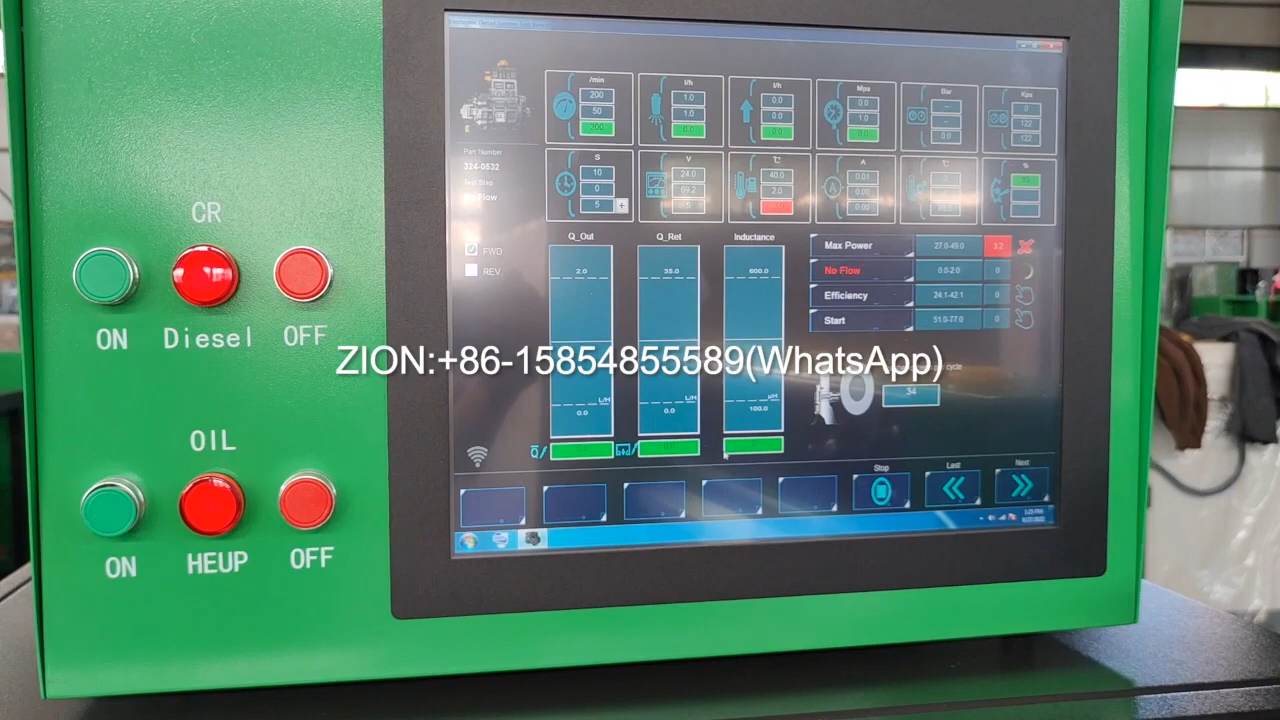 CR
ON
Diesel
OFF
OIL
ON
HEUP
OFF
ZION:+86-15854855589(WhatsApp)
/min
200
50
200
l/h
1.0
1.0
0.0
l/h
0.0
0.0
0.0
Mpa
0.0
1.0
0.0
Bar
0.0
Kpa
0
122
122
Part Number
324-0532
Test Step
Flow
S
10
0
5
V
24.0
69.2
℃
40.0
2.0
A
0.01
0.00
0.00
℃
%
FWD
REV
Q_Out
2.0
L/H
0.0
Q_Ret
35.0
L/H
0.0
Inductance
600.0
μH
100.0
Max Power 27.0-49.0 3.2
No Flow 0.0-2.0 0
Efficiency 24.1-42.1 0
Start 51.0-77.0 0
cycle
34
Stop
Last
Next